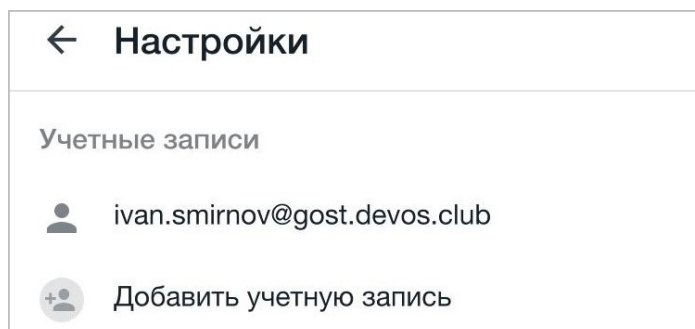 Настройки
Учетные записи
ivan.smirnov@gost.devos.club
Добавить учетную запись